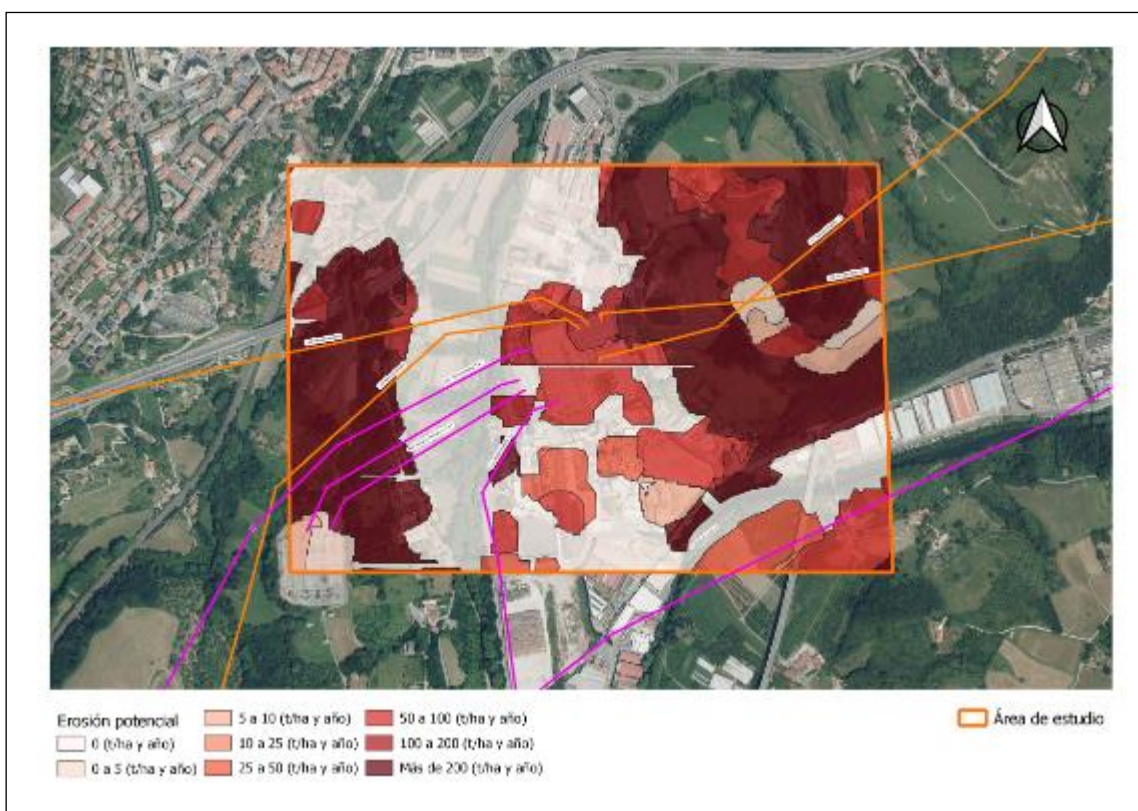 Erosión potencial
0 (t/ha y año)
0 a 5 (t/ha y año)
5 a 10 (t/ha y año)
10 a 25 (t/ha y año)
25 a 50 (t/ha y año)
50 a 100 (t/ha y año)
100 a 200 (t/ha y año)
Más de 200 (t/ha y año)
Área de estudio